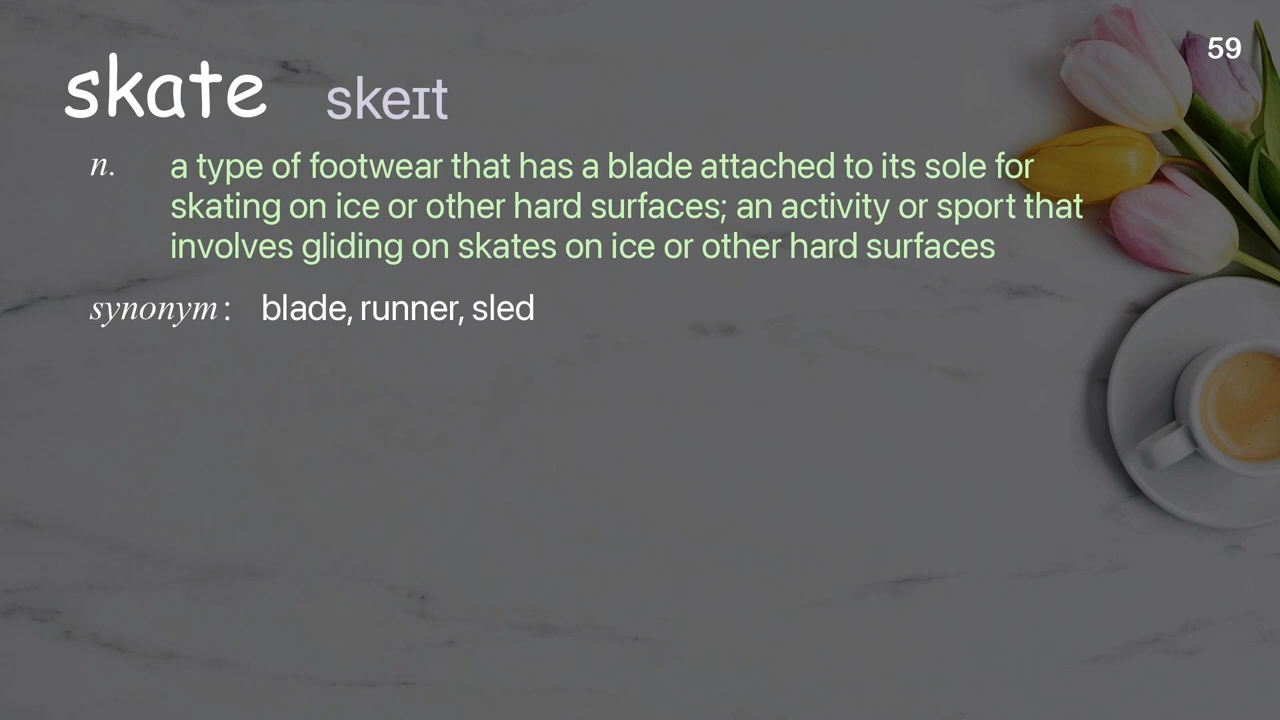 59
skate skeɪt
n. a type of footwear that has a blade attached to its sole for
skating on ice or other hard surfaces; an activity or sport that
involves gliding on skates on ice or other hard surfaces
synonym: blade, runner, sled